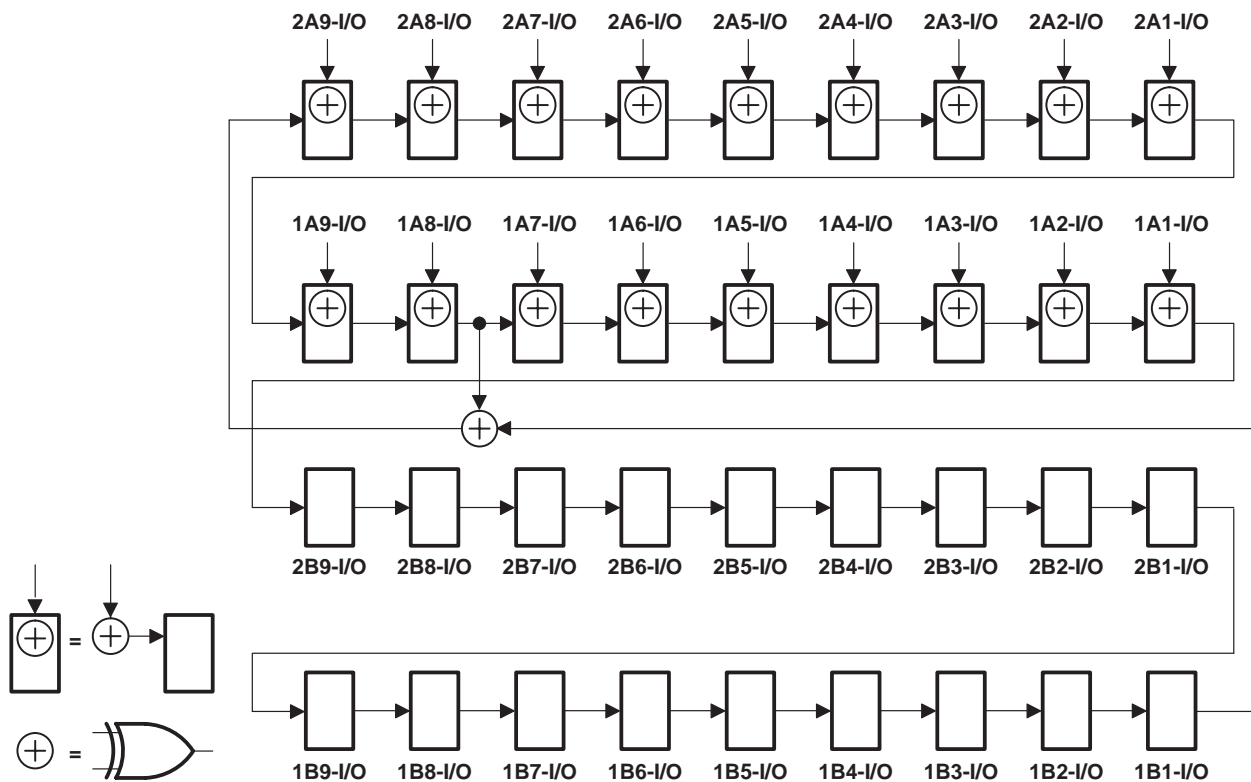 2A9-I/O 2A8-I/O 2A7-I/O 2A6-I/O 2A5-I/O 2A4-I/O 2A3-I/O 2A2-I/O 2A1-I/O
1A9-I/O 1A8-I/O 1A7-I/O 1A6-I/O 1A5-I/O 1A4-I/O 1A3-I/O 1A2-I/O 1A1-I/O
2B9-I/O 2B8-I/O 2B7-I/O 2B6-I/O 2B5-I/O 2B4-I/O 2B3-I/O 2B2-I/O 2B1-I/O
=
=
1B9-I/O 1B8-I/O 1B7-I/O 1B6-I/O 1B5-I/O 1B4-I/O 1B3-I/O 1B2-I/O 1B1-I/O